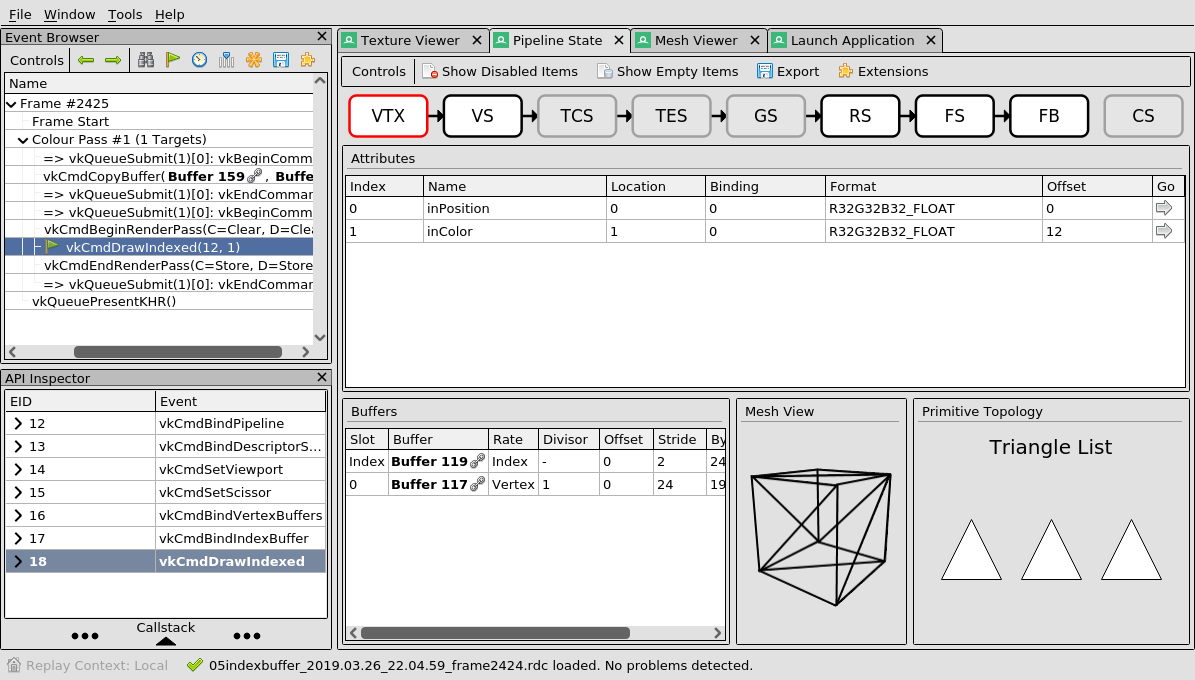 File Window Tools Help
Event Browser
Controls
Name
Frame #2425
Frame Start
Colour Pass #1 (1 Targets)
=> vkQueueSubmit(1)[0]: vkBeginComm
vkCmdCopyBuffer( Buffer 159 , Buffe
=> vkQueueSubmit(1)[0]: vkEndCommar
=> vkQueueSubmit(1)[0]: vkBeginComm
vkCmdBeginRenderPass(C=Clear, D=Clea
vkCmdDrawIndexed(12, 1)
vkCmdEndRenderPass(C=Store, D=Store
=> vkQueueSubmit(1)[0]: vkEndCommar
vkQueuePresentKHR()
API Inspector
EID Event
12 vkCmdBindPipeline
13 vkCmdBindDescriptorS...
14 vkCmdSetViewport
15 vkCmdSetScissor
16 vkCmdBindVertexBuffers
17 vkCmdBindIndexBuffer
18 vkCmdDrawIndexed
Callstack
Texture Viewer Pipeline State Mesh Viewer Launch Application
Controls Show Disabled Items Show Empty Items Export Extensions
VTX VS TCS TES GS RS FS FB CS
Attributes
Index Name Location Binding Format Offset Go
0 inPosition 0 0 R32G32B32_FLOAT 0
1 inColor 1 0 R32G32B32_FLOAT 12
Buffers
Slot Buffer Rate Divisor Offset Stride By
Index Buffer 119 Index - 0 2 24
0 Buffer 117 Vertex 1 0 24 19
Mesh View
Primitive Topology
Triangle List
Replay Context: Local 05indexbuffer_2019.03.26_22.04.59_frame2424.rdc loaded. No problems detected.